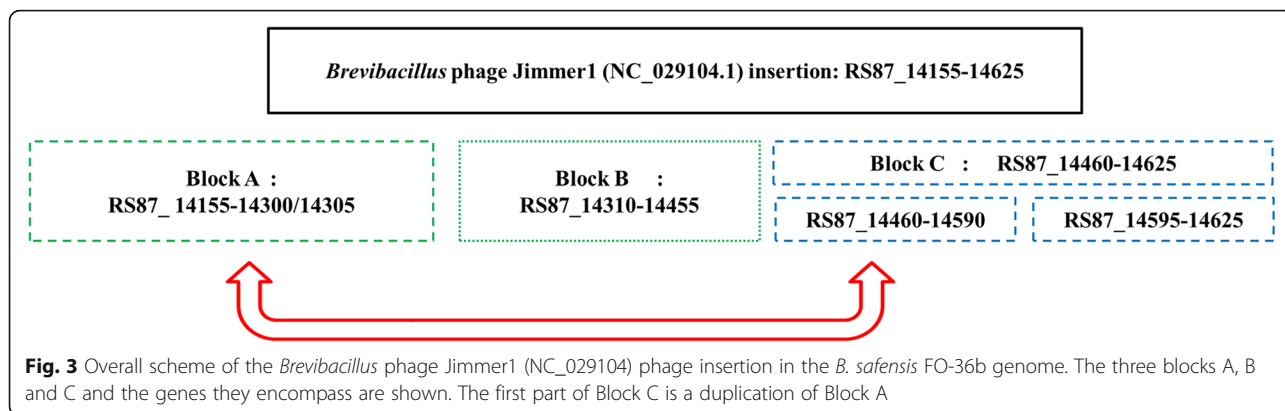 Brevibacillus phage Jimmer1 (NC_029104.1) insertion: RS87_14155-14625
Block A :
RS87_ 14155-14300/14305
Block B :
RS87_14310-14455
Block C : RS87_14460-14625
RS87_14460-14590
RS87_14595-14625
Fig. 3 Overall scheme of the Brevibacillus phage Jimmer1 (NC_029104) phage insertion in the B. safensis FO-36b genome. The three blocks A, B
and C and the genes they encompass are shown. The first part of Block C is a duplication of Block A